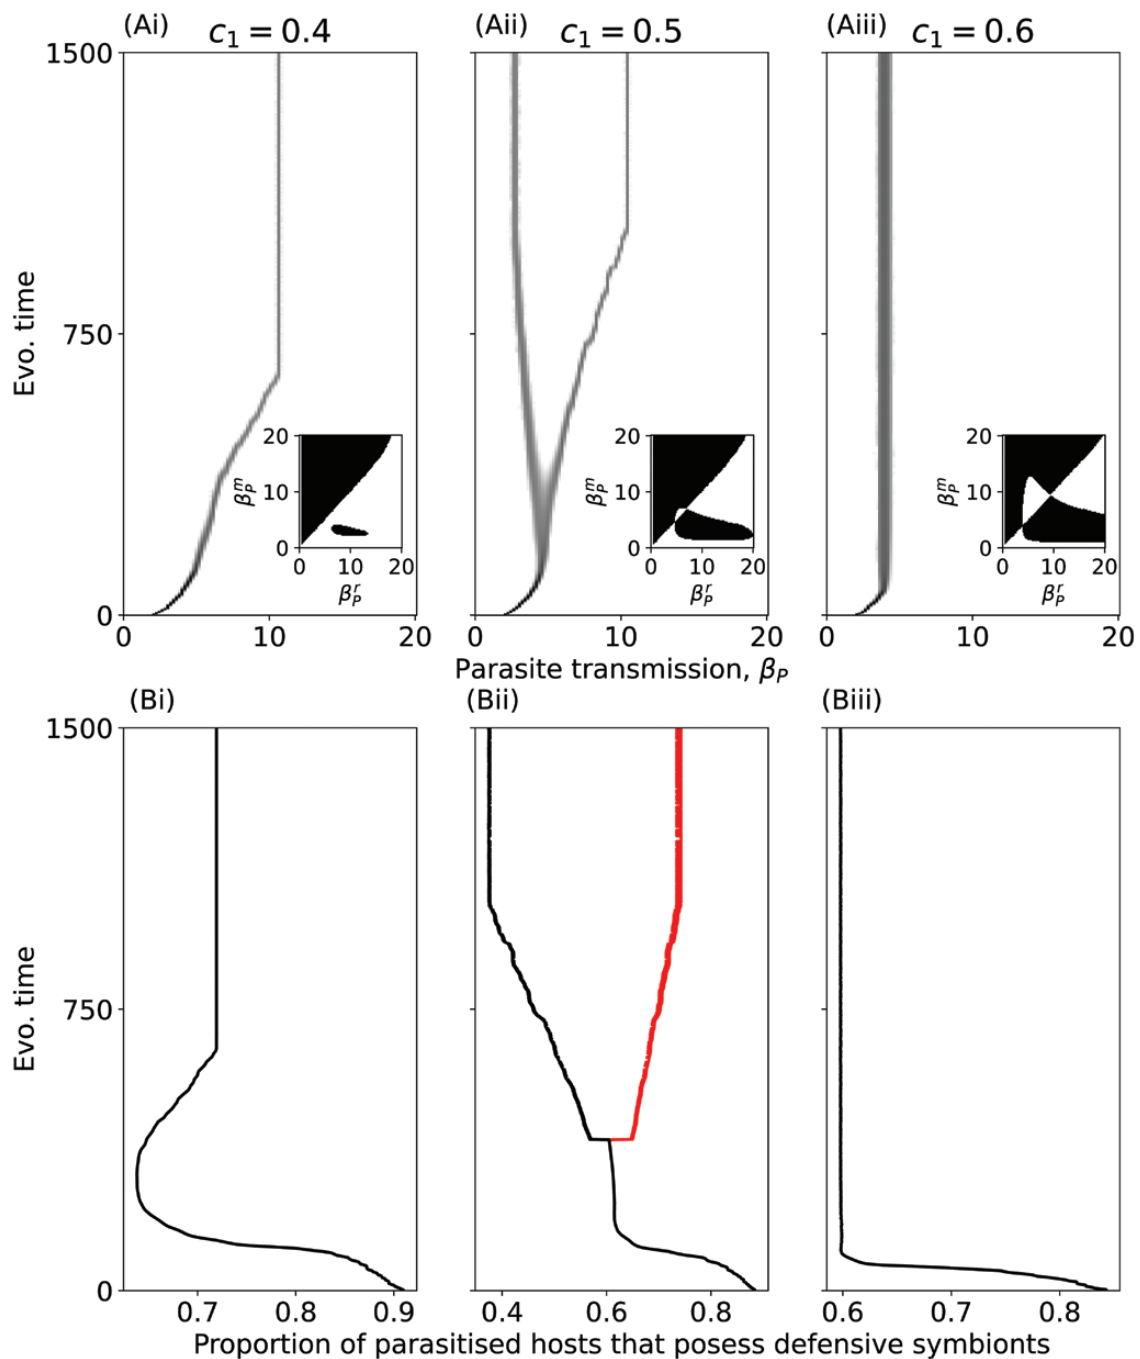 (Ai) c₁ = 0.4 (Aii) c₁ = 0.5 (Aiii) c₁ = 0.6
1500
Evo. time
750
20 20 20
β_P^m 10 β_P^m 10 β_P^m 10
0 0 0
0 10 20 0 10 20 0 10 20
β_P^r β_P^r β_P^r
0
0 10 0 10 20 0 10 20
Parasite transmission, β_P
(Bi) (Bii) (Biii)
1500
Evo. time
750
0
0.7 0.8 0.9 0.4 0.6 0.8 0.6 0.7 0.8
Proportion of parasitised hosts that posess defensive symbionts